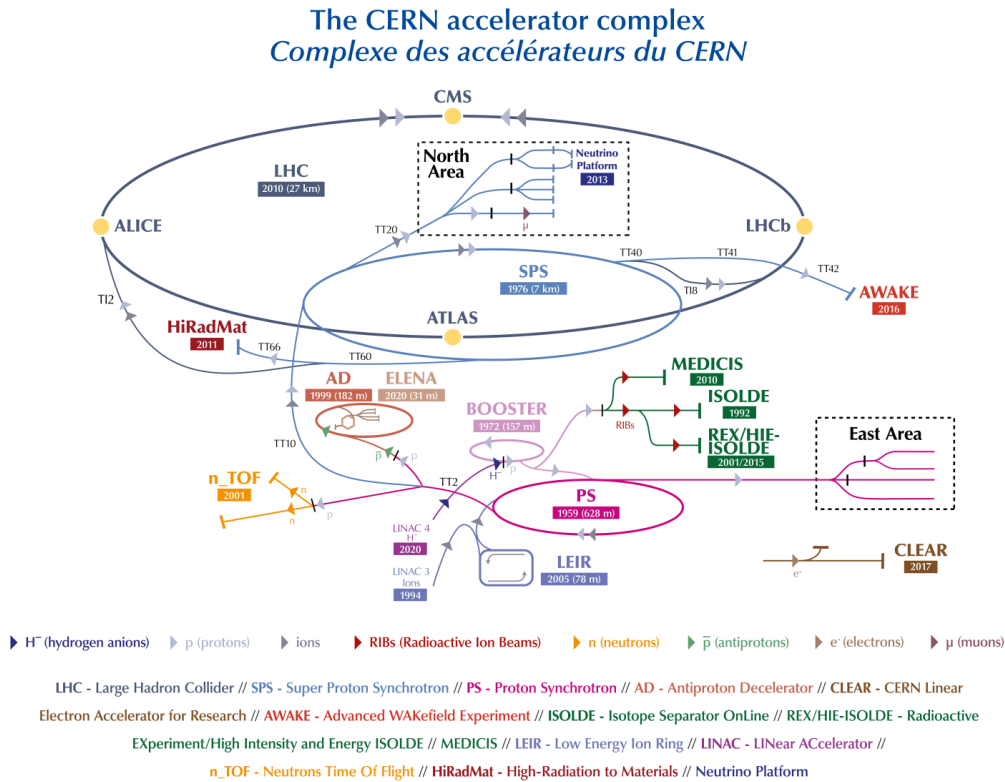 The CERN accelerator complex
Complexe des accélérateurs du CERN
CMS
North
Area
Neutrino
Platform
2013
LHC
2010 (27 km)
μ
ALICE
TT20
LHCb
SPS
1976 (7 km)
TT40
TT41
TT42
TI8
AWAKE
2016
TI2
HiRadMat
2011
ATLAS
TT66
TT60
AD
1999 (182 m)
ELENA
2020 (31 m)
MEDICIS
2010
BOOSTER
1972 (157 m)
ISOLDE
1992
RIBs
REX/HIE-
ISOLDE
2001/2015
East Area
TT10
p̅
p
p
H⁻
n_TOF
2001
n
n
p
TT2
PS
1959 (628 m)
LINAC 4
H⁻
2020
LINAC 3
Ions
1994
LEIR
2005 (78 m)
CLEAR
2017
e⁻
H⁻ (hydrogen anions)
p (protons)
ions
RIBs (Radioactive Ion Beams)
n (neutrons)
p̅ (antiprotons)
e⁻ (electrons)
μ (muons)
LHC - Large Hadron Collider // SPS - Super Proton Synchrotron // PS - Proton Synchrotron // AD - Antiproton Decelerator // CLEAR - CERN Linear
Electron Accelerator for Research // AWAKE - Advanced WAKefield Experiment // ISOLDE - Isotope Separator OnLine // REX/HIE-ISOLDE - Radioactive
EXperiment/High Intensity and Energy ISOLDE // MEDICIS // LEIR - Low Energy Ion Ring // LINAC - LINear ACcelerator //
n_TOF - Neutrons Time Of Flight // HiRadMat - High-Radiation to Materials // Neutrino Platform